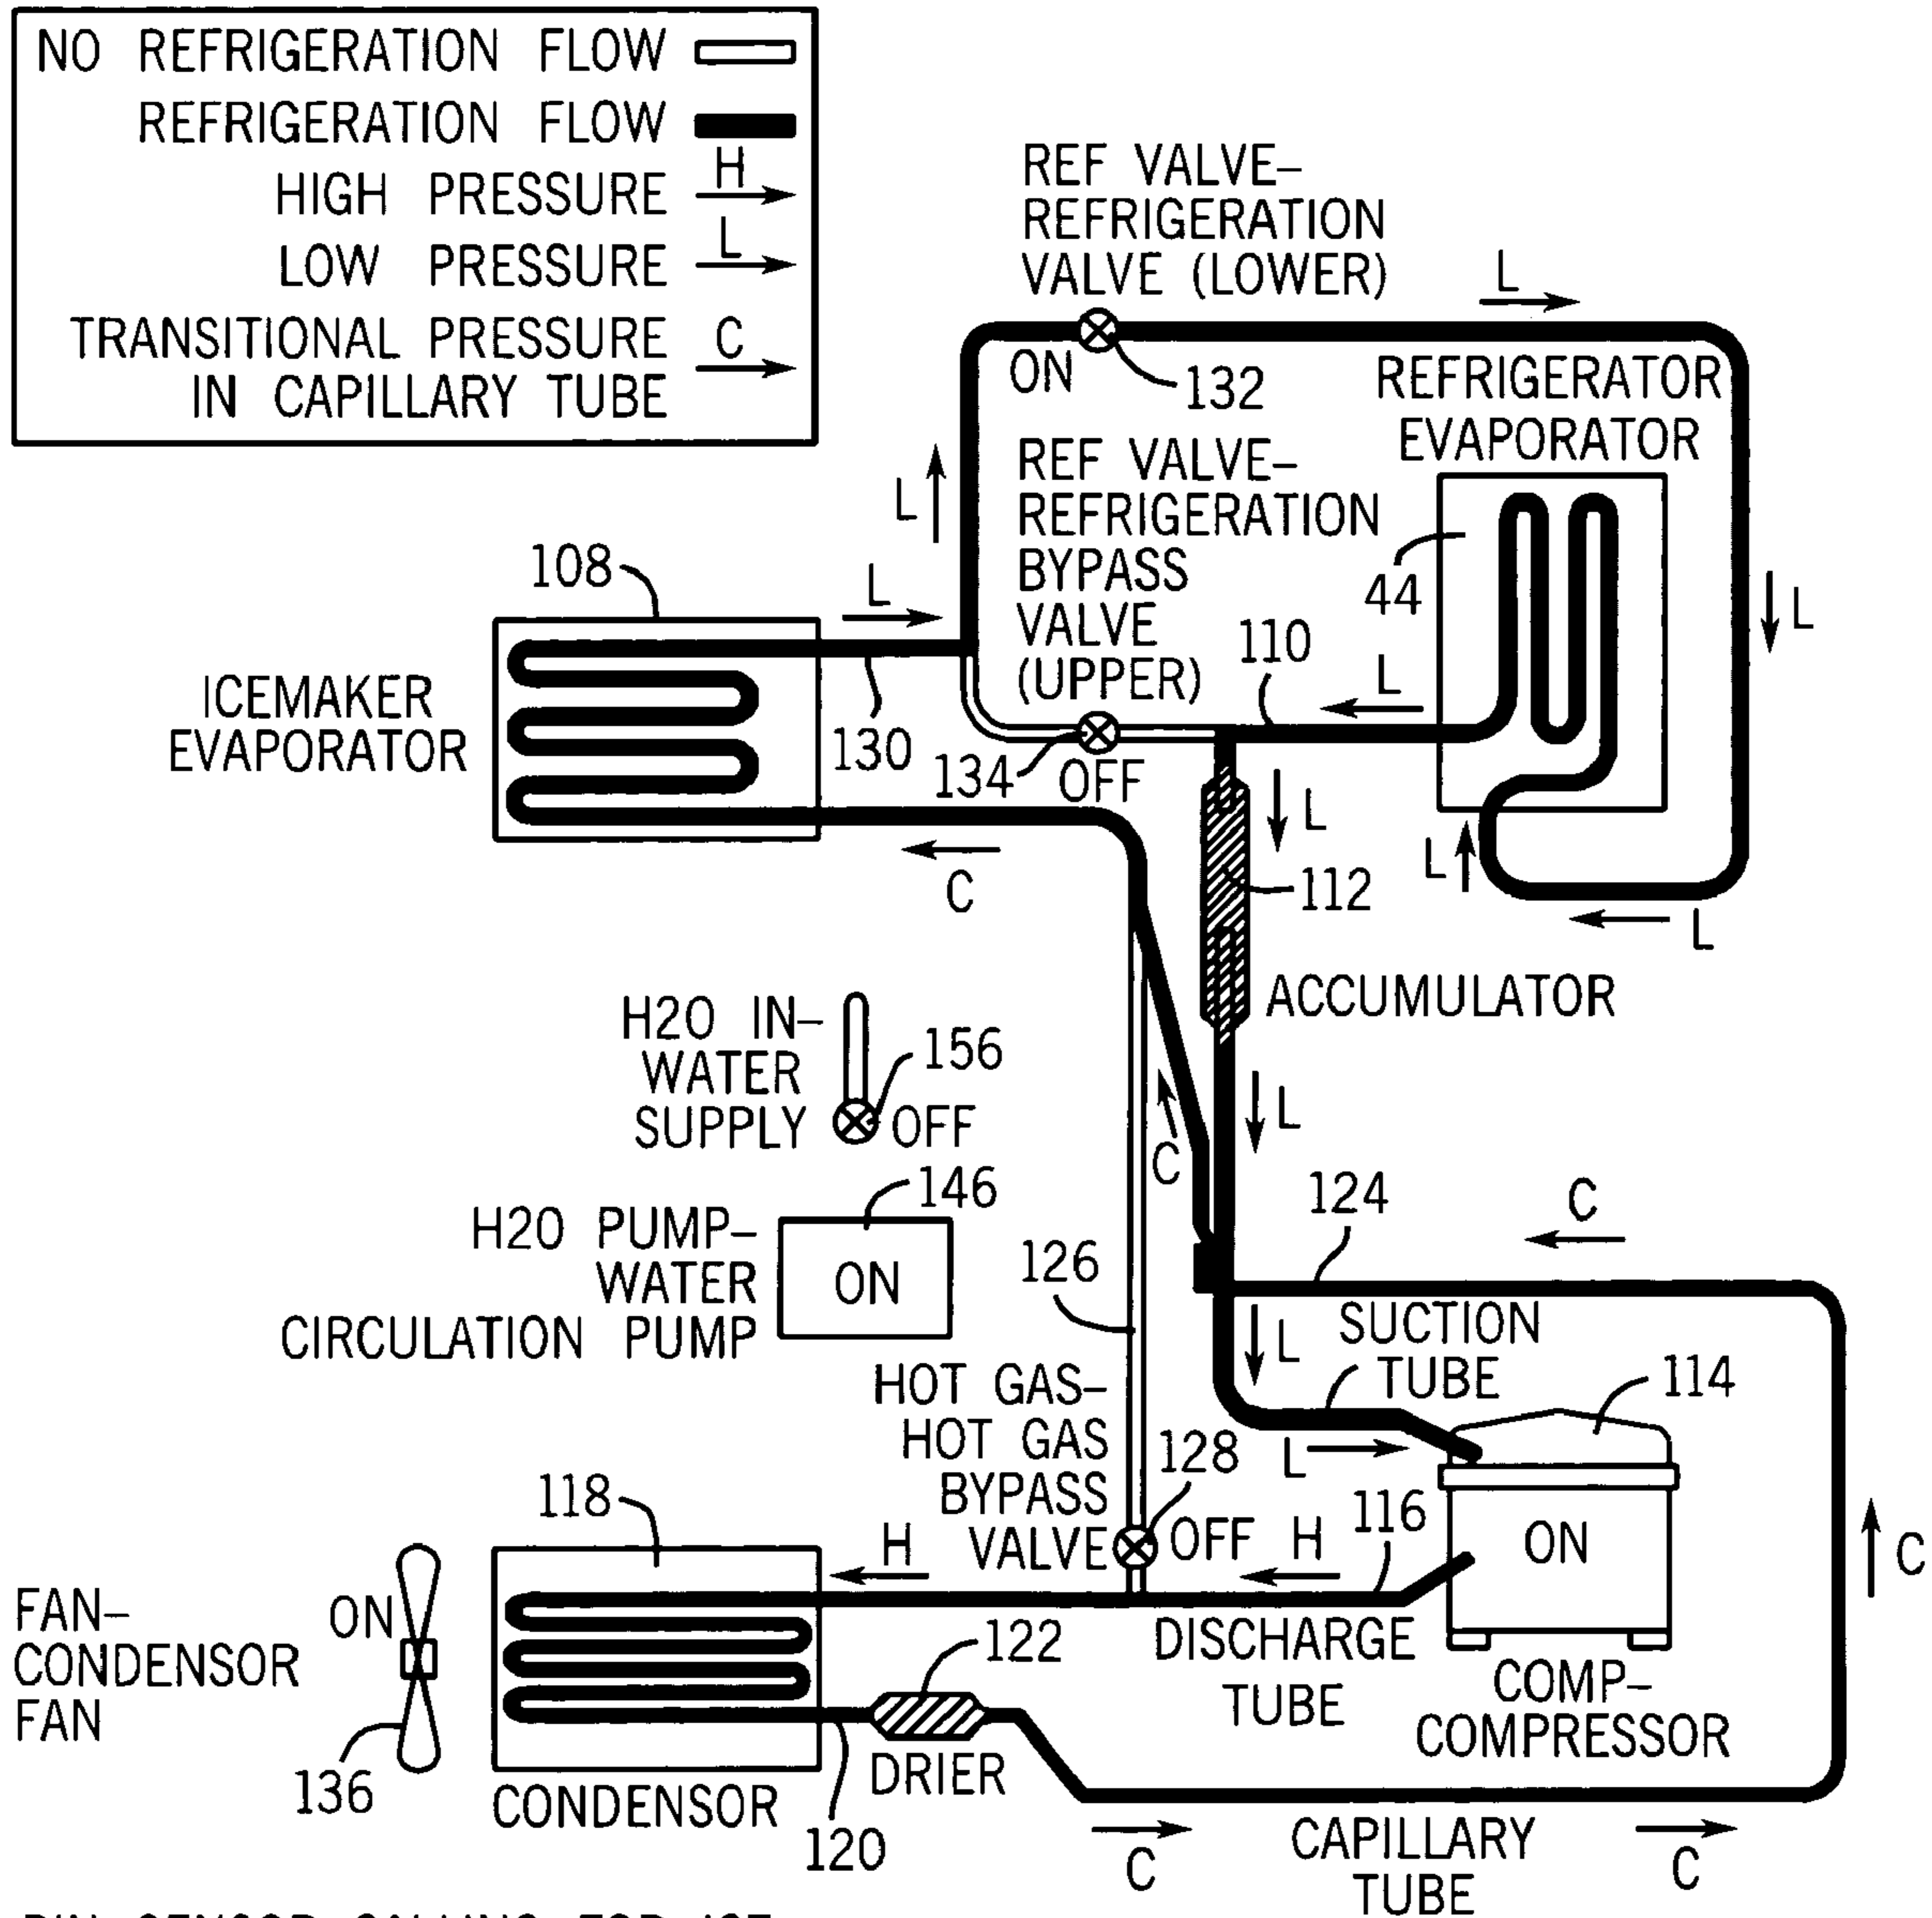 NO REFRIGERATION FLOW
REFRIGERATION FLOW
HIGH PRESSURE H
LOW PRESSURE L
TRANSITIONAL PRESSURE C
IN CAPILLARY TUBE
REF VALVE–
REFRIGERATION
VALVE (LOWER)
L
ON
132
REFRIGERATOR
EVAPORATOR
REF VALVE–
REFRIGERATION
BYPASS
VALVE
(UPPER)
L
44
L
108
L
110
L
ICEMAKER
EVAPORATOR
130
134
OFF
L
L
112
C
L
ACCUMULATOR
H2O IN–
WATER
SUPPLY
156
OFF
L
C
146
H2O PUMP–
WATER
CIRCULATION PUMP
ON
124
C
126
L
SUCTION
TUBE
114
HOT GAS–
HOT GAS
BYPASS
VALVE
128
OFF
L
118
H
H
116
ON
C
FAN–
CONDENSOR
FAN
ON
136
122
DISCHARGE
TUBE
COMP–
COMPRESSOR
DRIER
CONDENSOR
120
C
CAPILLARY
TUBE
C